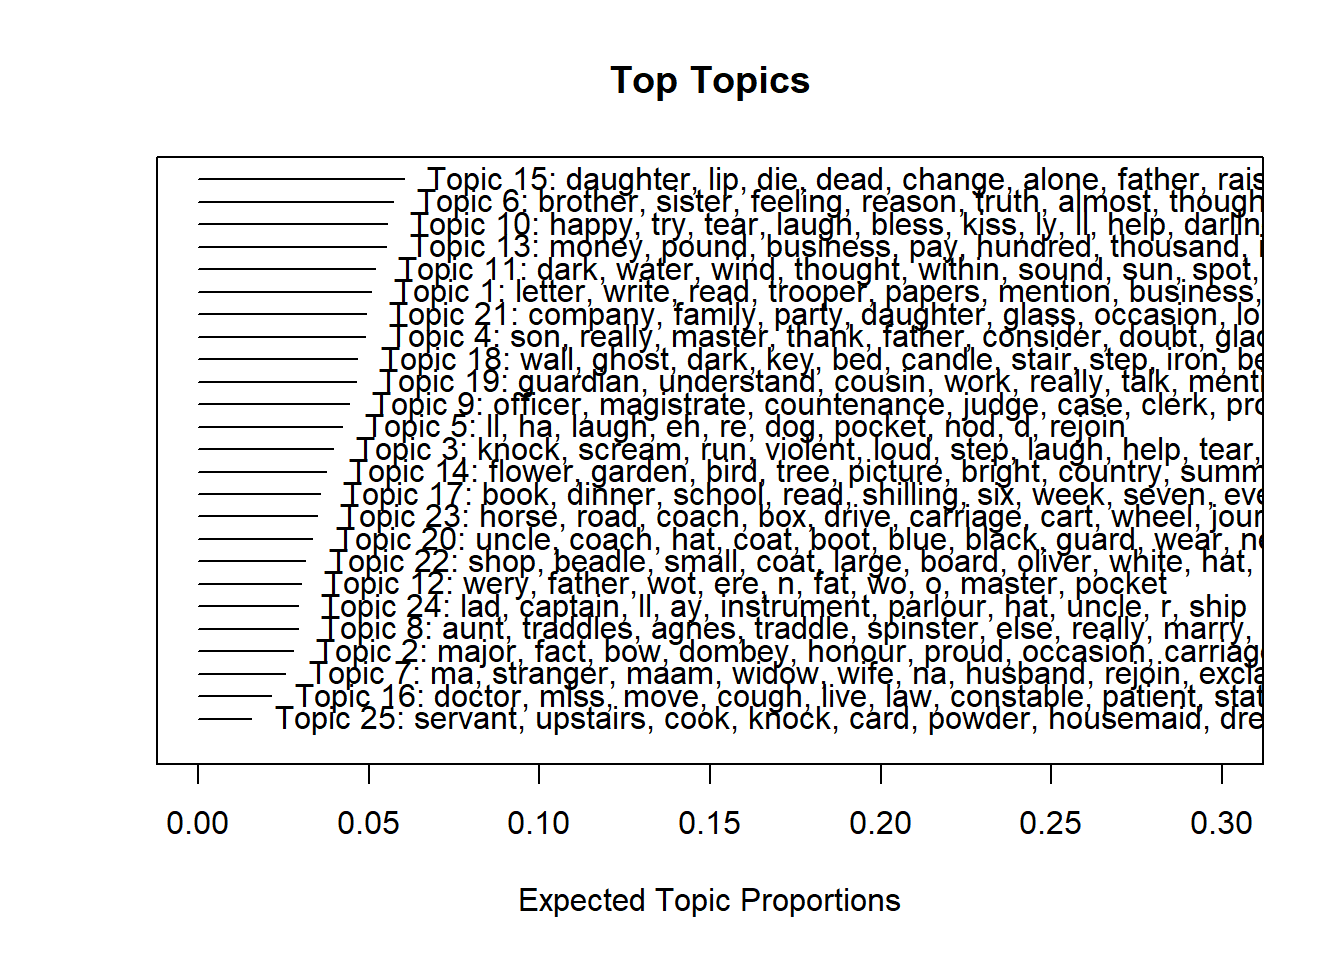 Top Topics
Topic 15: daughter, lip, die, dead, change, alone, father, rais
Topic 6: brother, sister, feeling, reason, truth, almost, though
Topic 10: happy, try, tear, laugh, bless, kiss, ly, ll, help, darlin
Topic 13: money, pound, business, pay, hundred, thousand, i
Topic 11: dark, water, wind, thought, within, sound, sun, spot,
Topic 1: letter, write, read, trooper, papers, mention, business,
Topic 21: company, family, party, daughter, glass, occasion, lo
Topic 4: son, really, master, thank, father, consider, doubt, glad
Topic 18: wall, ghost, dark, key, bed, candle, stair, step, iron, be
Topic 19: guardian, understand, cousin, work, really, talk, menti
Topic 9: officer, magistrate, countenance, judge, case, clerk, pro
Topic 5: ll, ha, laugh, eh, re, dog, pocket, nod, d, rejoin
Topic 3: knock, scream, run, violent, loud, step, laugh, help, tear,
Topic 14: flower, garden, bird, tree, picture, bright, country, summ
Topic 17: book, dinner, school, read, shilling, six, week, seven, eve
Topic 23: horse, road, coach, box, drive, carriage, cart, wheel, jour
Topic 20: uncle, coach, hat, coat, boot, blue, black, guard, wear, ne
Topic 22: shop, beadle, small, coat, large, board, oliver, white, hat,
Topic 12: wery, father, wot, ere, n, fat, wo, o, master, pocket
Topic 24: lad, captain, ll, ay, instrument, parlour, hat, uncle, r, ship
Topic 8: aunt, traddles, agnes, traddle, spinster, else, really, marry,
Topic 2: major, fact, bow, dombey, honour, proud, occasion, carriag
Topic 7: ma, stranger, maam, widow, wife, na, husband, rejoin, excla
Topic 16: doctor, miss, move, cough, live, law, constable, patient, stat
Topic 25: servant, upstairs, cook, knock, card, powder, housemaid, dre
0.00 0.05 0.10 0.15 0.20 0.25 0.30
Expected Topic Proportions